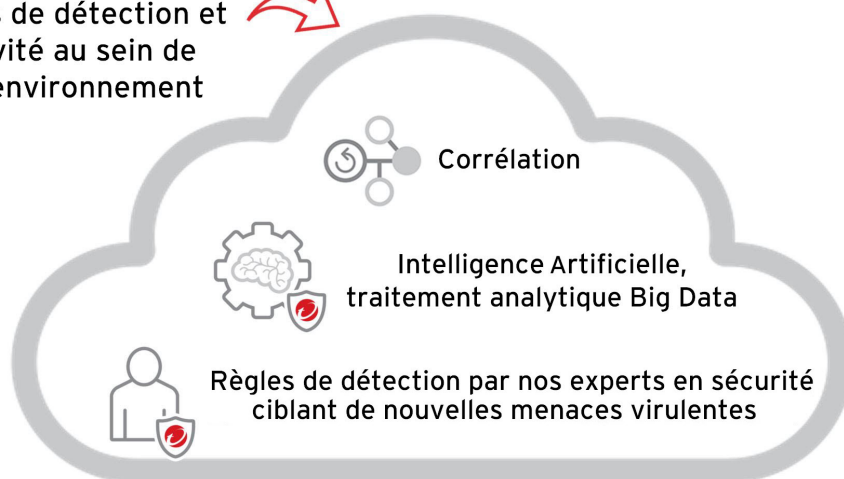 de détection et
vité au sein de
environnement
Corrélation
Intelligence Artificielle,
traitement analytique Big Data
Règles de détection par nos experts en sécurité
ciblant de nouvelles menaces virulentes